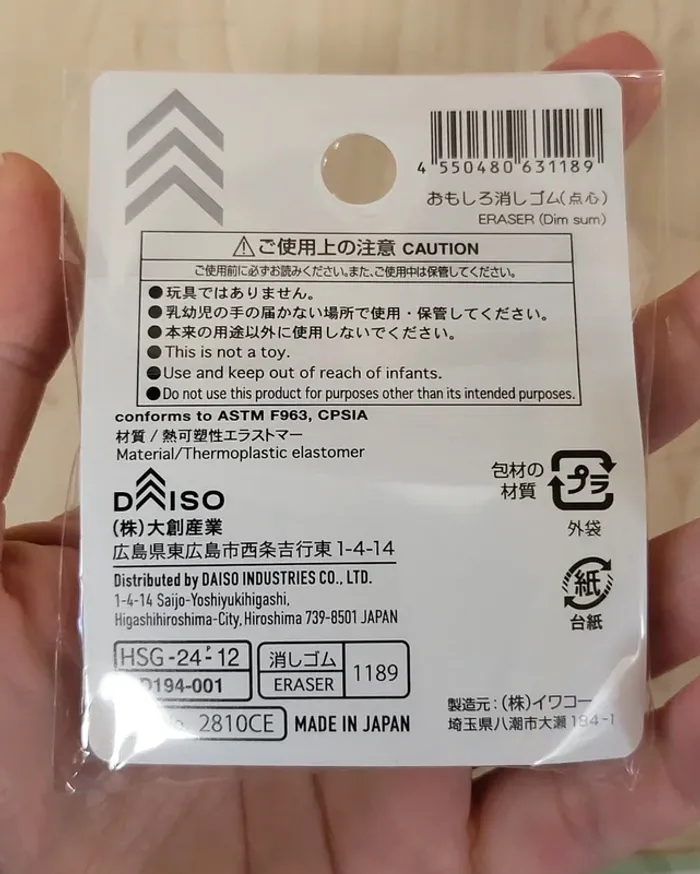 4 550480 631189
おもしろ消しゴム(点心)
ERASER (Dim sum)
⚠ご使用上の注意 CAUTION
ご使用前に必ずお読みください。また、ご使用中は保管してください。
●玩具ではありません。
●乳幼児の手の届かない場所で使用・保管してください。
●本来の用途以外に使用しないでください。
●This is not a toy.
●Use and keep out of reach of infants.
●Do not use this product for purposes other than its intended purposes.
conforms to ASTM F963, CPSIA
材質/熱可塑性エラストマー
Material/Thermoplastic elastomer
包材の
材質
プラ
外袋
DAISO
(株)大創産業
広島県東広島市西条吉行東1-4-14
Distributed by DAISO INDUSTRIES CO., LTD.
1-4-14 Saijo-Yoshiyukihigashi,
Higashihiroshima-City, Hiroshima 739-8501 JAPAN
紙
台紙
HSG-24-P-12
D194-001
消しゴム
ERASER
1189
2810CE
MADE IN JAPAN
製造元:(株)イワコー
埼玉県八潮市大瀬184-1